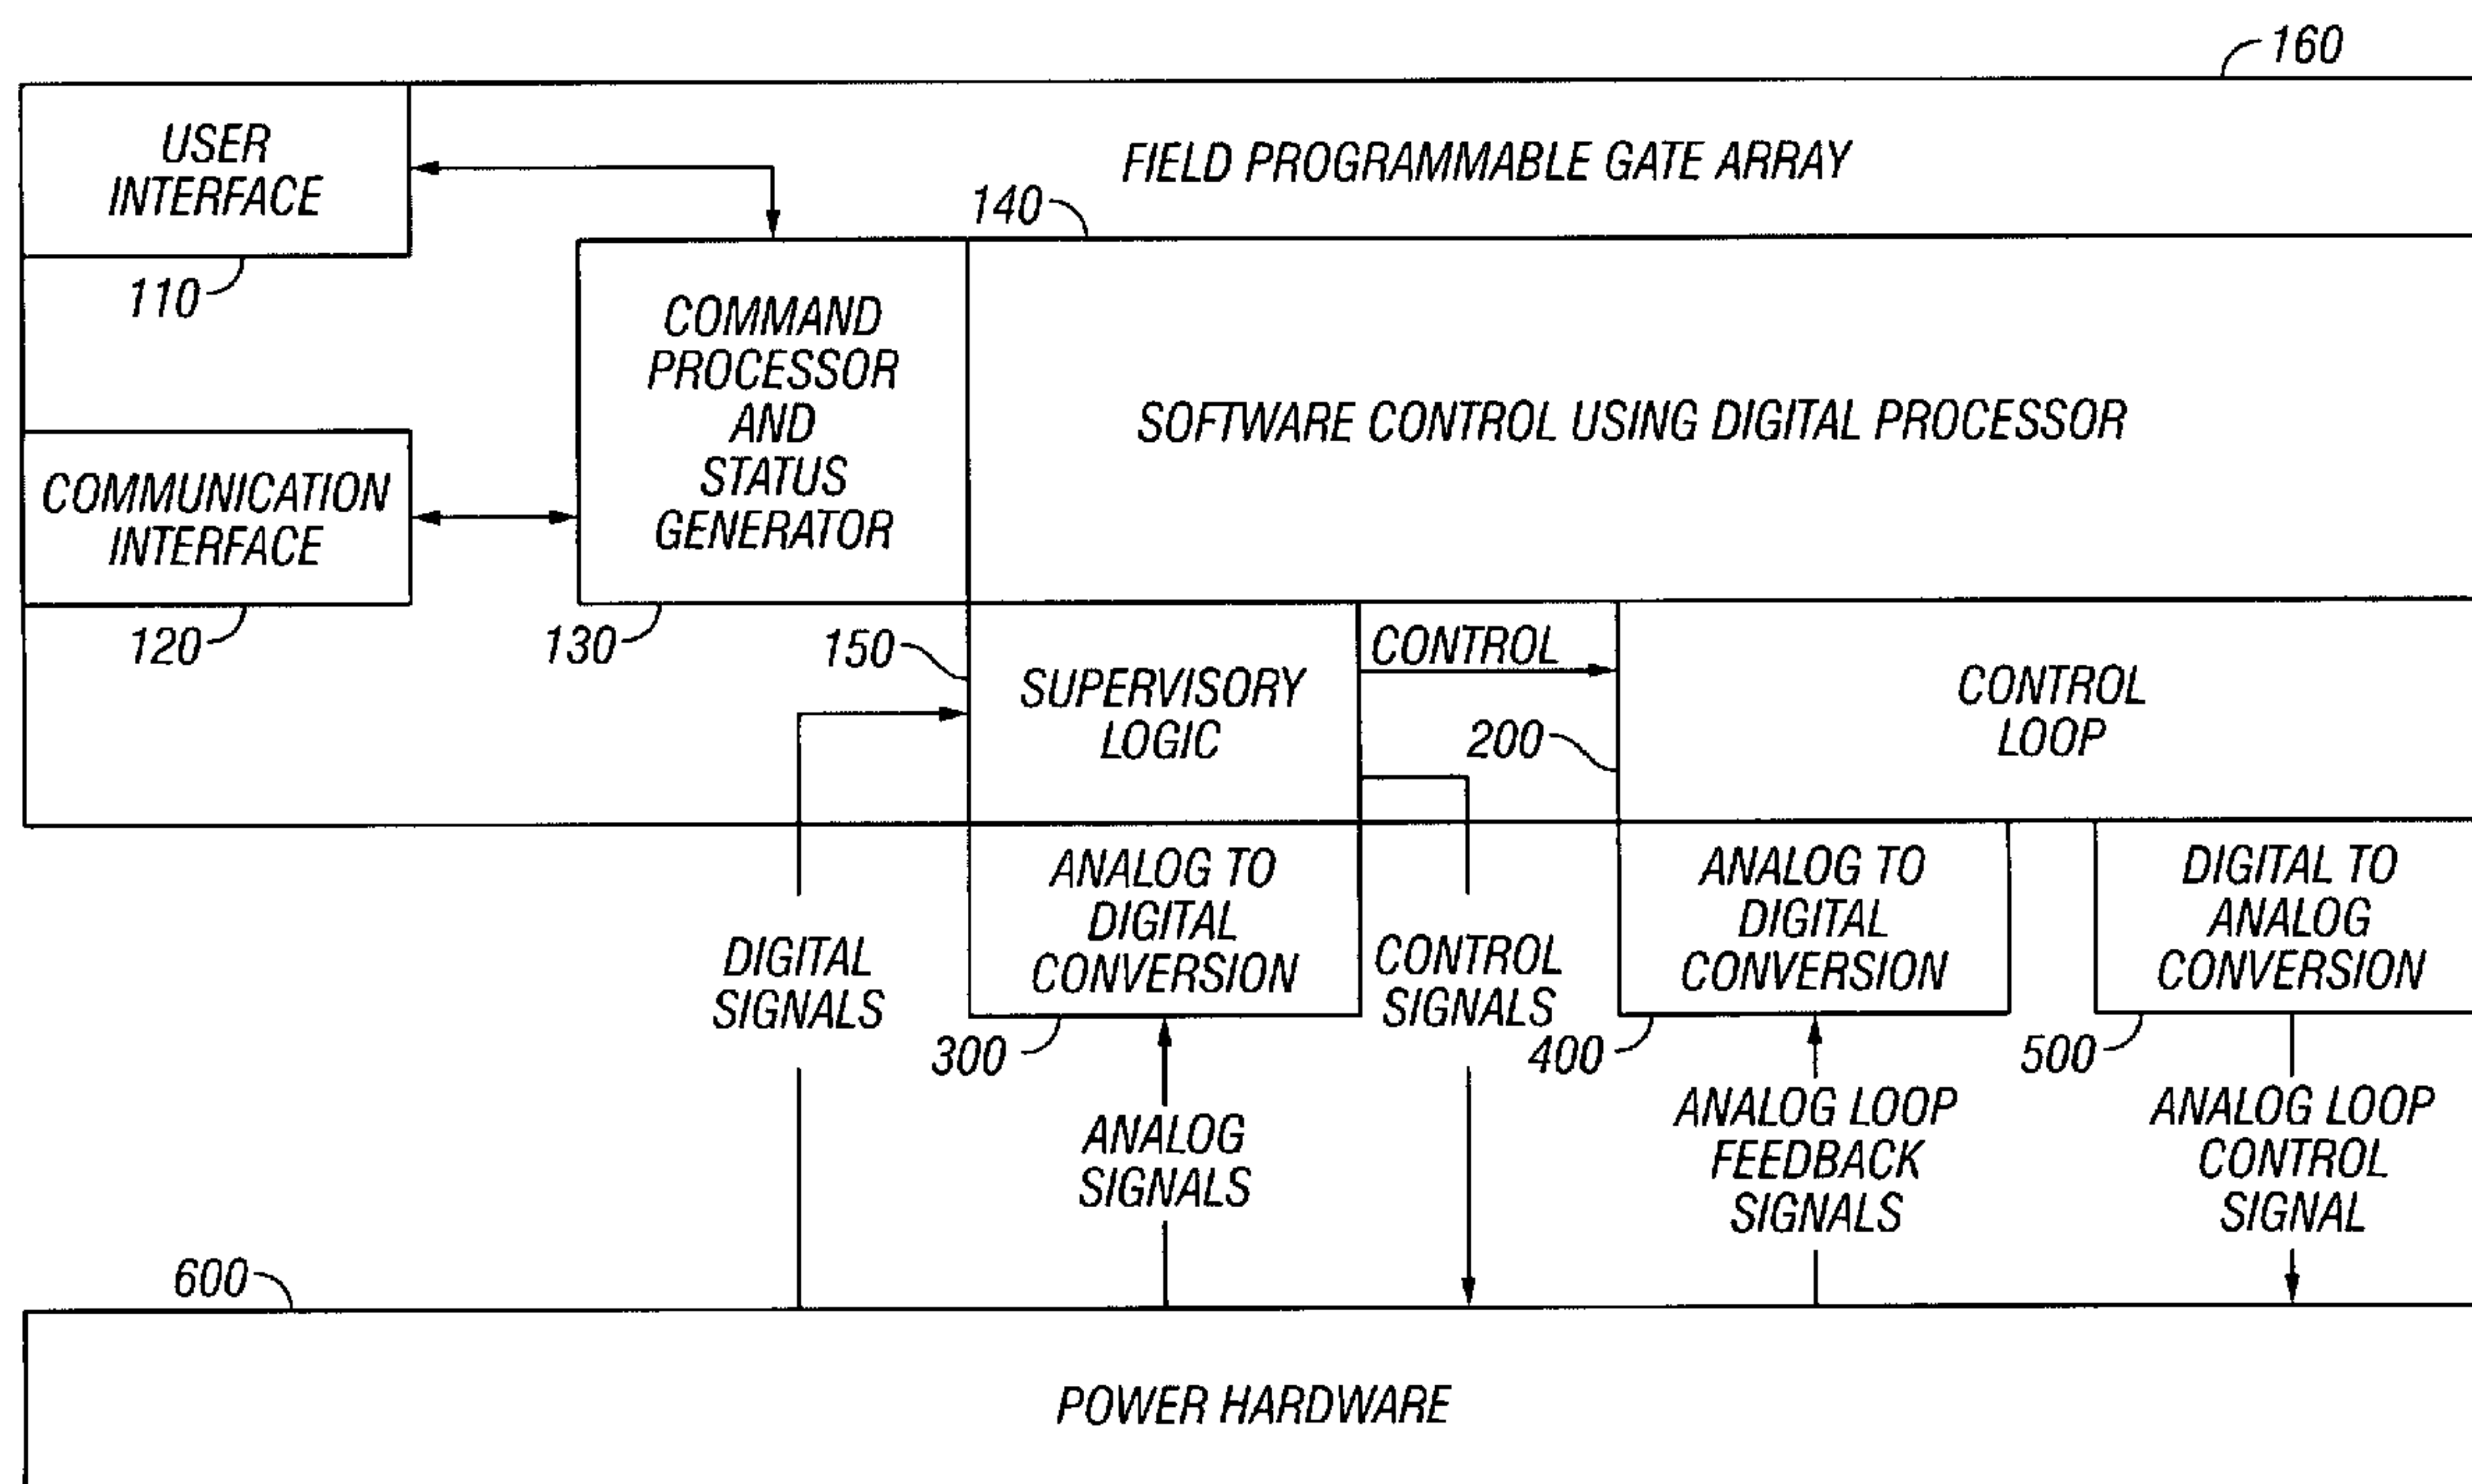 160
USER
INTERFACE
FIELD PROGRAMMABLE GATE ARRAY
140
110
COMMAND
PROCESSOR
AND
STATUS
GENERATOR
SOFTWARE CONTROL USING DIGITAL PROCESSOR
COMMUNICATION
INTERFACE
120
130
150
CONTROL
SUPERVISORY
LOGIC
200
CONTROL
LOOP
ANALOG TO
DIGITAL
CONVERSION
ANALOG TO
DIGITAL
CONVERSION
DIGITAL TO
ANALOG
CONVERSION
DIGITAL
SIGNALS
CONTROL
SIGNALS
300
400
500
ANALOG
SIGNALS
ANALOG LOOP
FEEDBACK
SIGNALS
ANALOG LOOP
CONTROL
SIGNAL
600
POWER HARDWARE